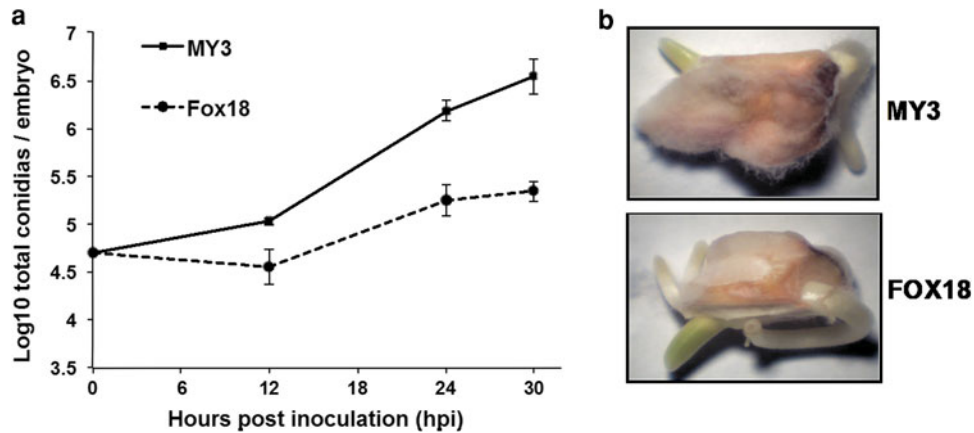 a
7
6.5
6
5.5
5
4.5
4
3.5
Log10 total conidias / embryo
MY3
Fox18
0 6 12 18 24 30
Hours post inoculation (hpi)
b
MY3
FOX18